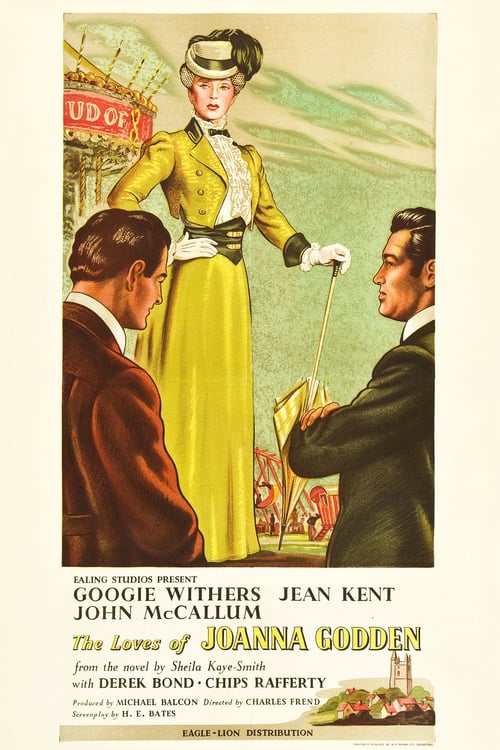 UD OF
EALING STUDIOS PRESENT
GOOGIE WITHERS JEAN KENT
JOHN McCALLUM
The Loves of JOANNA GODDEN
from the novel by Sheila Kaye-Smith
with DEREK BOND · CHIPS RAFFERTY
Produced by MICHAEL BALCON Directed by CHARLES FREND
Screenplay by H. E. BATES
EAGLE-LION DISTRIBUTION